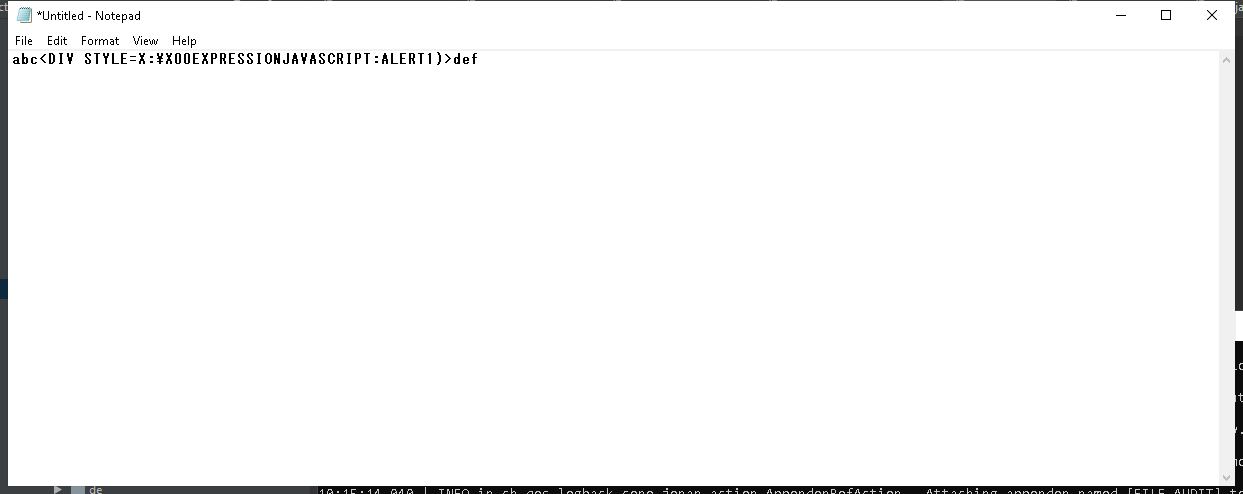 *Untitled - Notepad
File Edit Format View Help
abc<DIV STYLE=X:¥X00EXPRESSIONJAVASCRIPT:ALERT1)>def
de
10:15:14.040 | INFO in ch.qos.logback.core.joran.action.AppenderRefAction - Attaching appender named [FILE_AUDIT] t